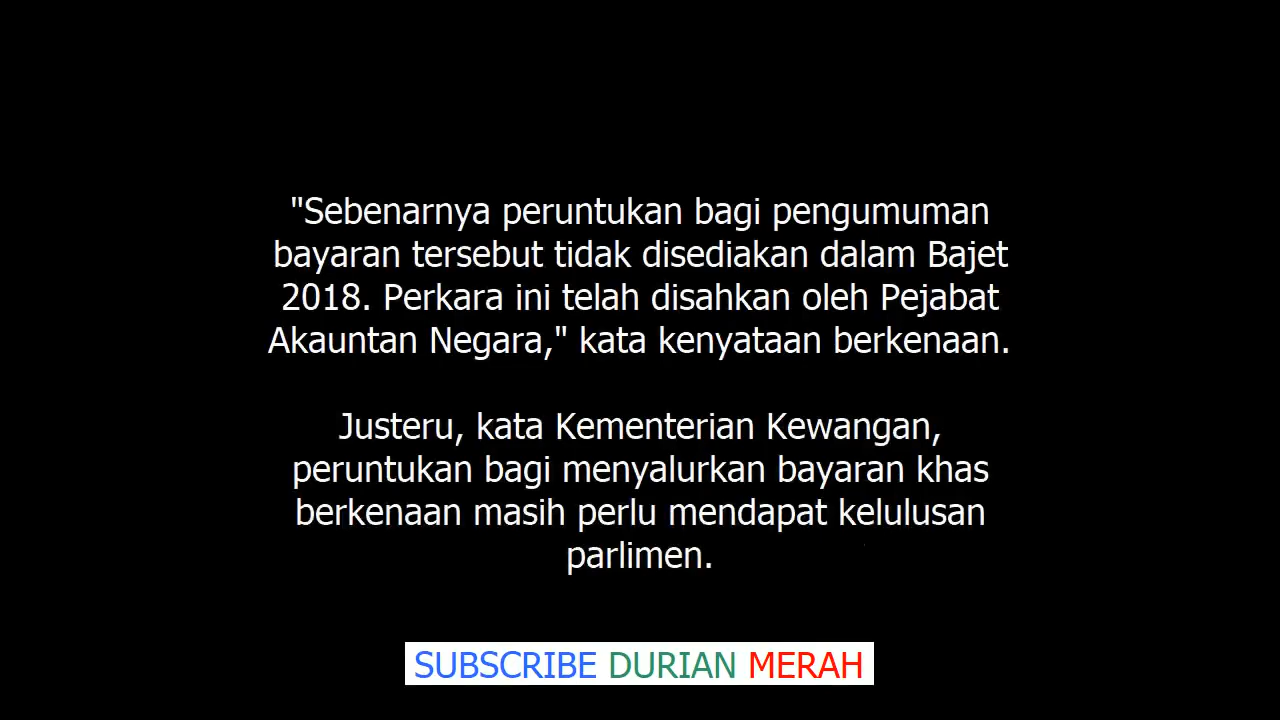 "Sebenarnya peruntukan bagi pengumuman
bayaran tersebut tidak disediakan dalam Bajet
2018. Perkara ini telah disahkan oleh Pejabat
Akauntan Negara," kata kenyataan berkenaan.
Justeru, kata Kementerian Kewangan,
peruntukan bagi menyalurkan bayaran khas
berkenaan masih perlu mendapat kelulusan
parlimen.
SUBSCRIBE DURIAN MERAH